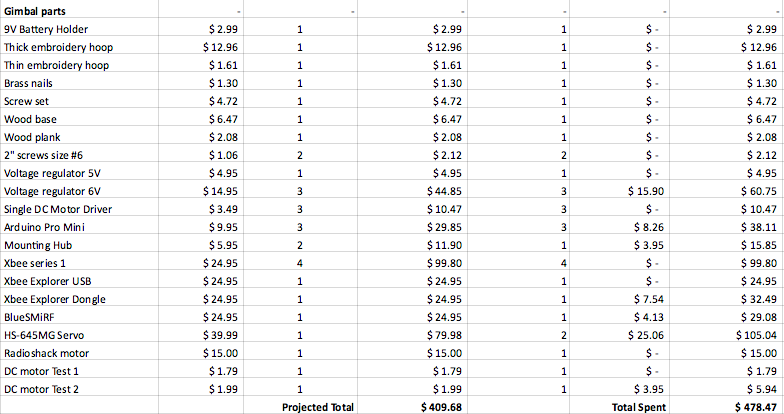 Gimbal parts - - - - - -
9V Battery Holder $ 2.99 1 $ 2.99 1 $ - $ 2.99
Thick embroidery hoop $ 12.96 1 $ 12.96 1 $ - $ 12.96
Thin embroidery hoop $ 1.61 1 $ 1.61 1 $ - $ 1.61
Brass nails $ 1.30 1 $ 1.30 1 $ - $ 1.30
Screw set $ 4.72 1 $ 4.72 1 $ - $ 4.72
Wood base $ 6.47 1 $ 6.47 1 $ - $ 6.47
Wood plank $ 2.08 1 $ 2.08 1 $ - $ 2.08
2" screws size #6 $ 1.06 2 $ 2.12 2 $ - $ 2.12
Voltage regulator 5V $ 4.95 1 $ 4.95 1 $ - $ 4.95
Voltage regulator 6V $ 14.95 3 $ 44.85 3 $ 15.90 $ 60.75
Single DC Motor Driver $ 3.49 3 $ 10.47 3 $ - $ 10.47
Arduino Pro Mini $ 9.95 3 $ 29.85 3 $ 8.26 $ 38.11
Mounting Hub $ 5.95 2 $ 11.90 1 $ 3.95 $ 15.85
Xbee series 1 $ 24.95 4 $ 99.80 4 $ - $ 99.80
Xbee Explorer USB $ 24.95 1 $ 24.95 1 $ - $ 24.95
Xbee Explorer Dongle $ 24.95 1 $ 24.95 1 $ 7.54 $ 32.49
BlueSMiRF $ 24.95 1 $ 24.95 1 $ 4.13 $ 29.08
HS-645MG Servo $ 39.99 1 $ 79.98 2 $ 25.06 $ 105.04
Radioshack motor $ 15.00 1 $ 15.00 1 $ - $ 15.00
DC motor Test 1 $ 1.79 1 $ 1.79 1 $ - $ 1.79
DC motor Test 2 $ 1.99 1 $ 1.99 1 $ 3.95 $ 5.94
Projected Total $ 409.68 Total Spent $ 478.47